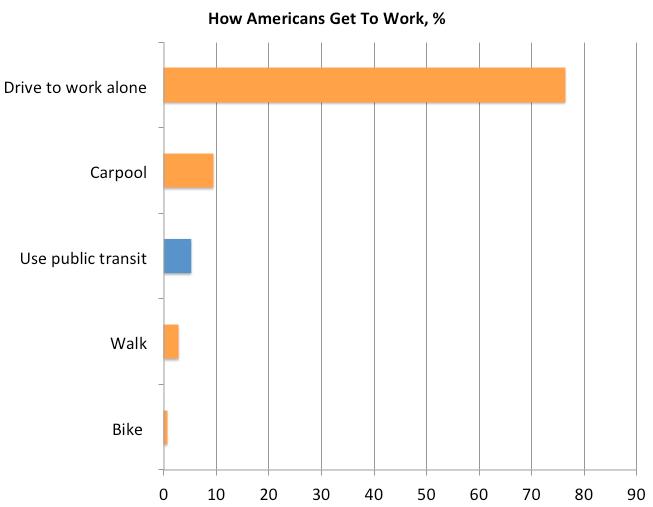 How Americans Get To Work, %
Drive to work alone
Carpool
Use public transit
Walk
Bike
0 10 20 30 40 50 60 70 80 90